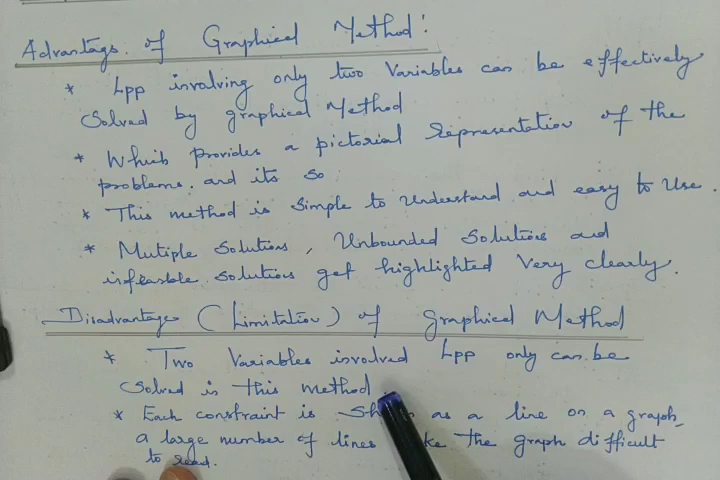 Advantags of Graphical Method:
* Lpp involving only two Variables can be effectively
Solved by graphical Method
* Which provides a pictorial Representation of the
problems. and its so
* This method is Simple to Understand and easy to Use.
* Mutiple Solutions, Unbounded Solutions and
infeasible Solutions get highlighted Very clearly.
Disadvantages (Limitation) of Graphical Method
* Two Variables involved Lpp only can be
Solved in this method
* Each constraint is as a line on a graph,
a large number of lines the graph difficult
to read.